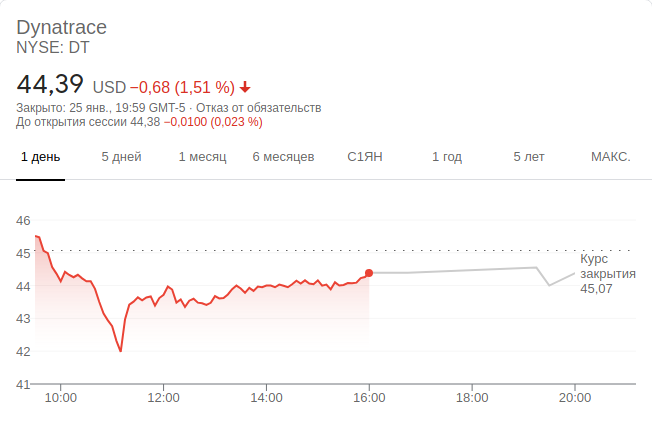 Dynatrace
NYSE: DT
44,39 USD −0,68 (1,51 %)
Закрыто: 25 янв., 19:59 GMT-5 · Отказ от обязательств
До открытия сессии 44,38 −0,0100 (0,023 %)
1 день 5 дней 1 месяц 6 месяцев С1ЯН 1 год 5 лет МАКС.
46
45
44
43
42
41
Курс
закрытия
45,07
10:00 12:00 14:00 16:00 18:00 20:00